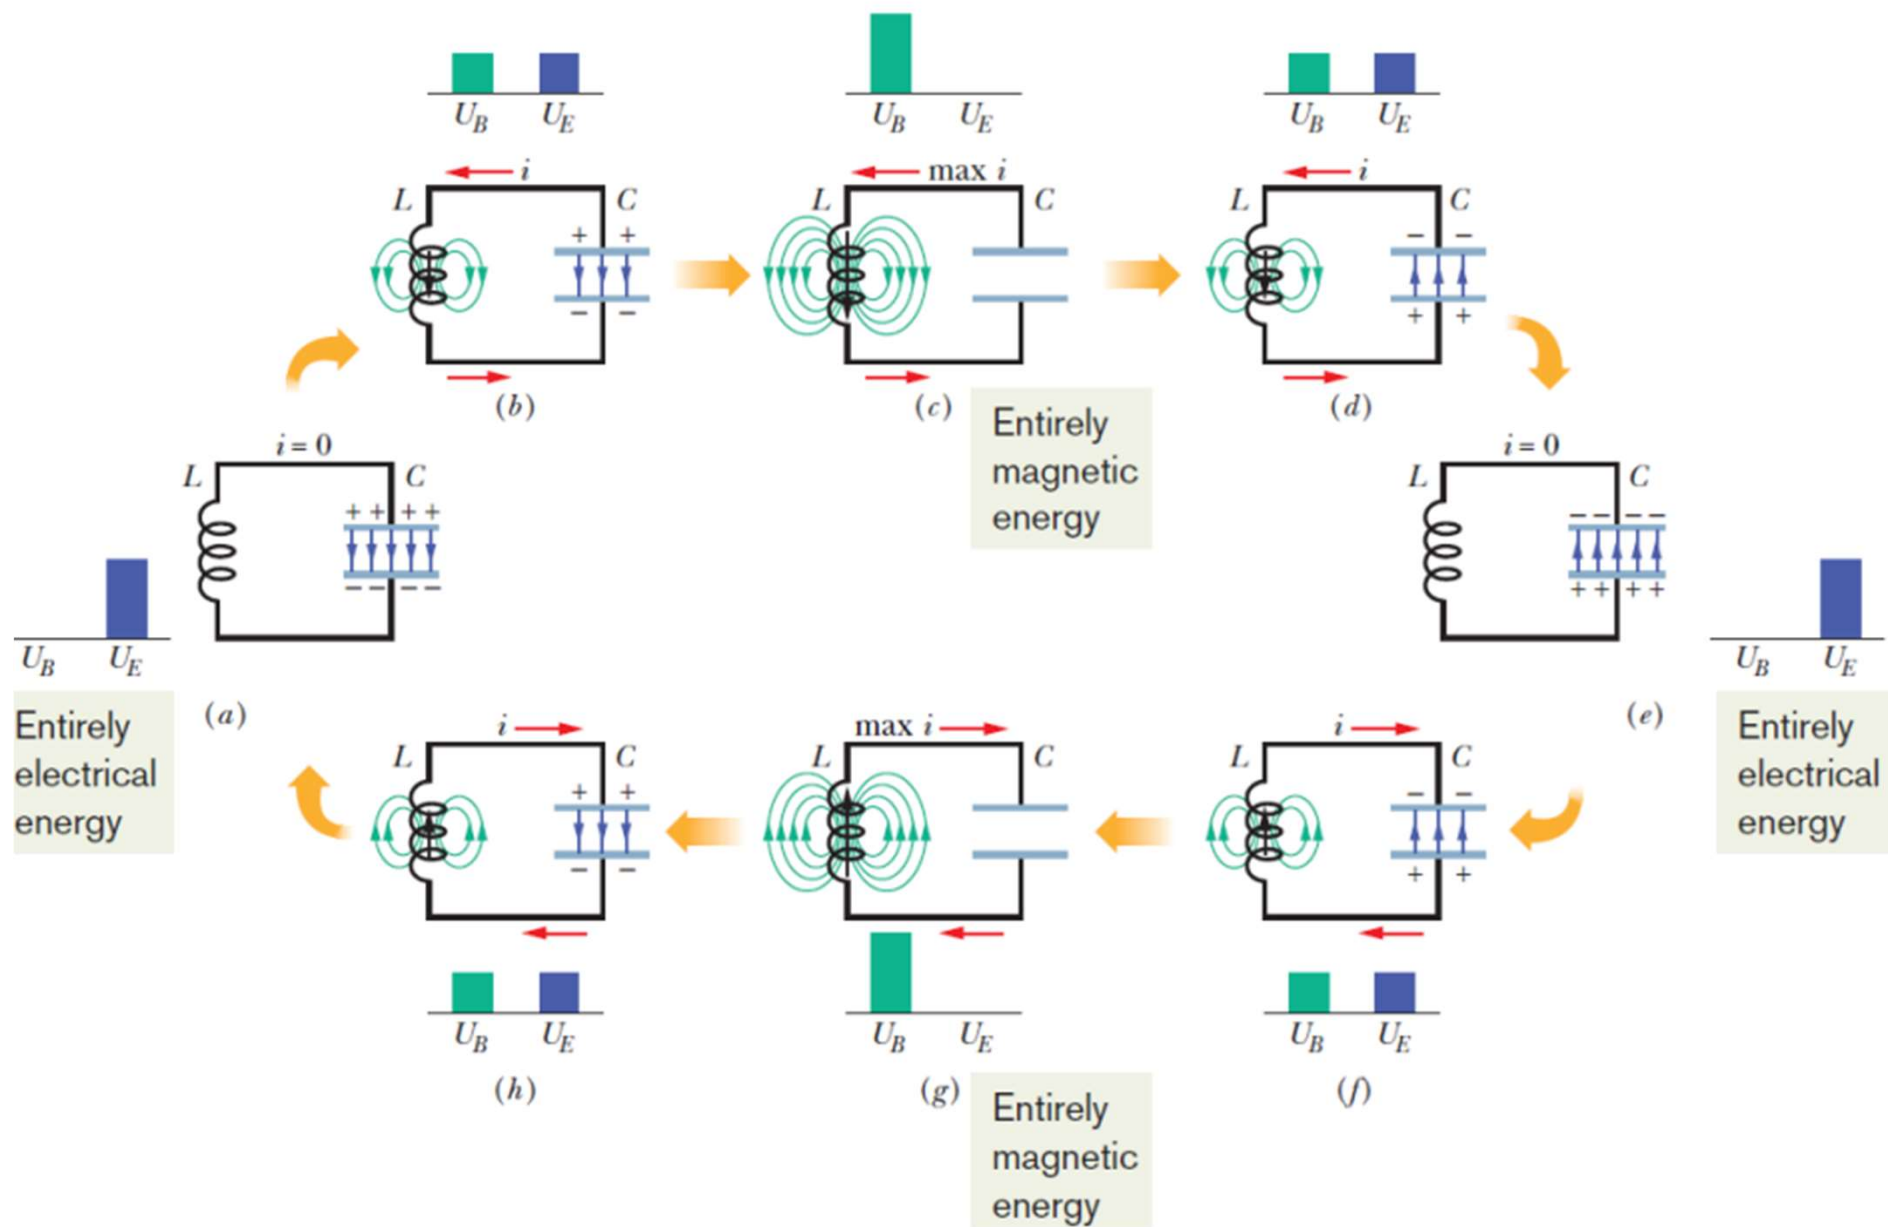 U_B U_E
U_B U_E
U_B U_E
i
max i
i
L C
L C
L C
+ +
− −
− −
+ +
(b)
(c)
(d)
Entirely
magnetic
energy
i = 0
L C
+ + + +
− − − −
U_B U_E
(a)
Entirely
electrical
energy
i = 0
L C
− − − −
+ + + +
U_B U_E
(e)
Entirely
electrical
energy
i
max i
i
L C
L C
L C
+ +
− −
− −
+ +
U_B U_E
U_B U_E
U_B U_E
(h)
(g)
(f)
Entirely
magnetic
energy